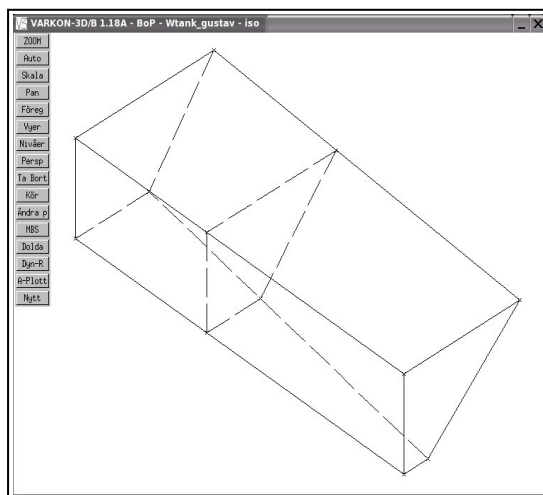 VARKON-3D/B 1.18A - BoP - Wtank_gustav - iso
ZOOM
Auto
Skala
Pan
Föreg
Vyer
Nivåer
Persp
Ta Bort
Kör
Ändra p
MBS
Dolda
Dyn-R
A-Plott
Nytt